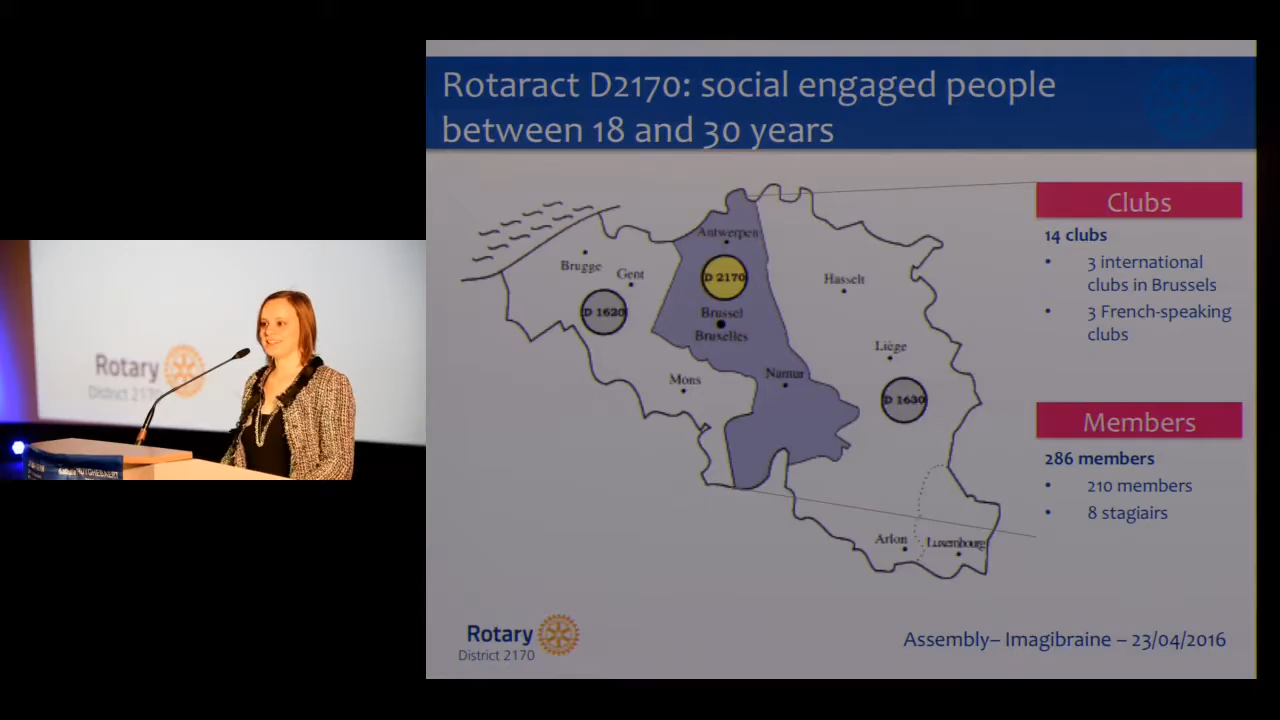 Rotaract D2170: social engaged people
between 18 and 30 years
Clubs
14 clubs
• 3 international
clubs in Brussels
• 3 French-speaking
clubs
Members
286 members
• 210 members
• 8 stagiairs
Antwerpen
D 2170
Brugge
Gent
Hasselt
D 1620
Brussel
Bruxelles
Liège
Mons
Namur
D 1630
Arlon
Luxembourg
Rotary
District 2170
Assembly– Imagibraine – 23/04/2016
Rotary
District 2170